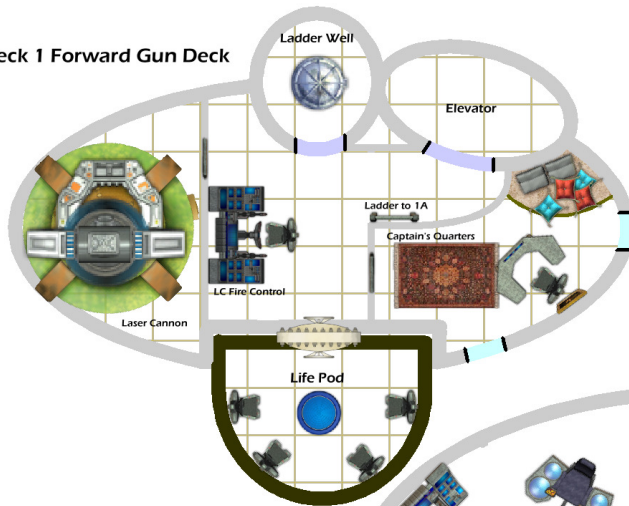 Ladder Well
eck 1 Forward Gun Deck
Elevator
Ladder to 1A
Captain's Quarters
LC Fire Control
Laser Cannon
Life Pod